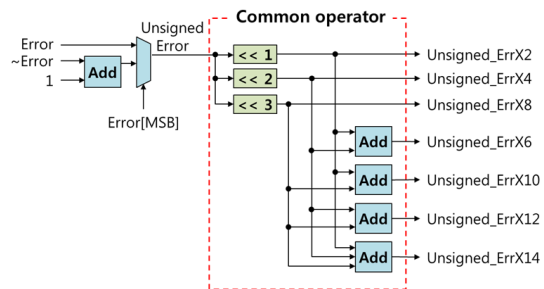 Common operator
Unsigned
Error
Error
~Error
1
Add
Error[MSB]
<< 1
<< 2
<< 3
Unsigned_ErrX2
Unsigned_ErrX4
Unsigned_ErrX8
Add
Unsigned_ErrX6
Add
Unsigned_ErrX10
Add
Unsigned_ErrX12
Add
Unsigned_ErrX14